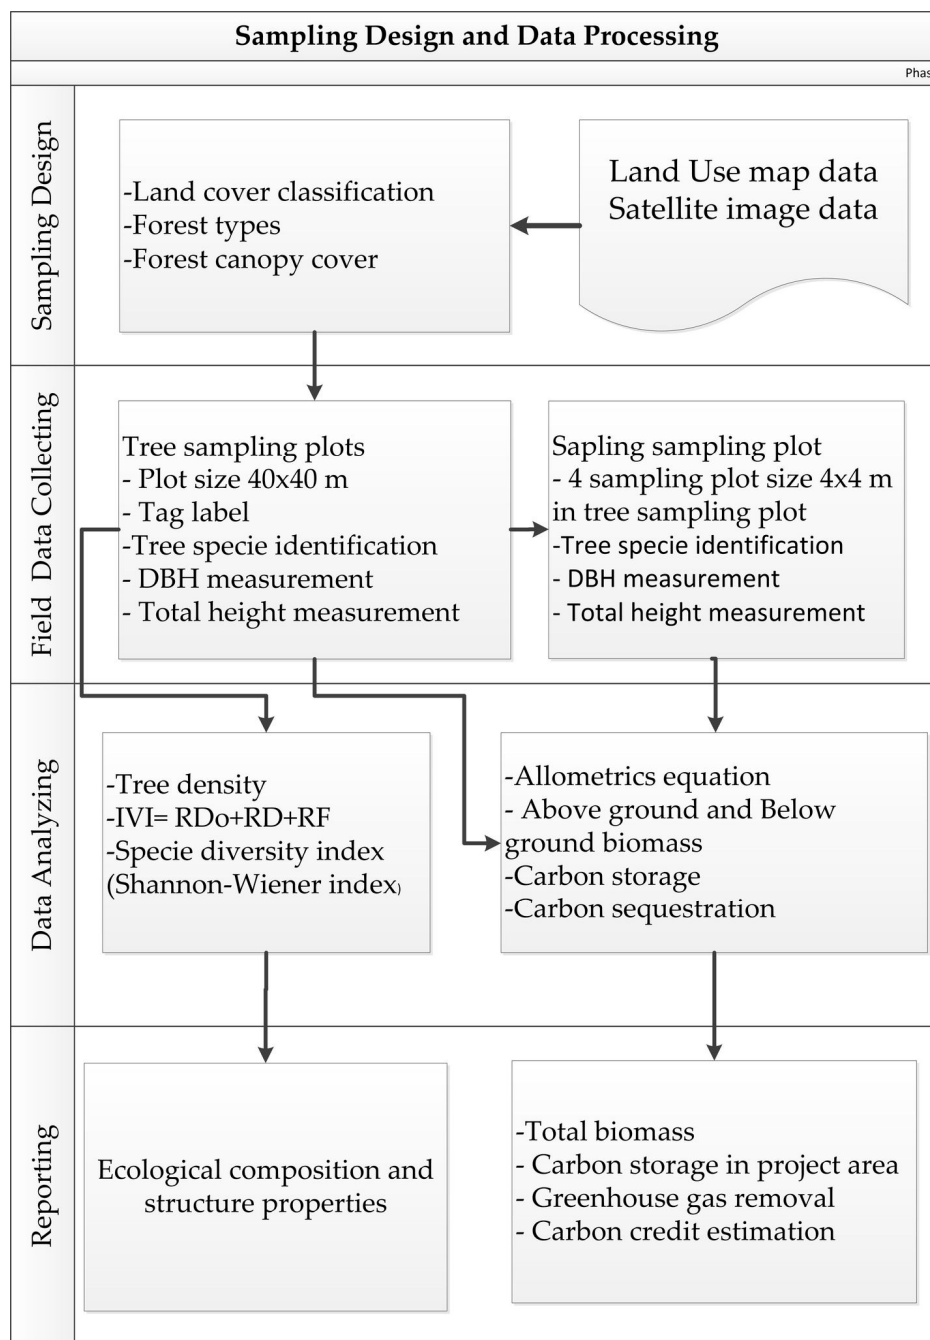 Sampling Design and Data Processing
Phas
Sampling Design
-Land cover classification
-Forest types
-Forest canopy cover
Land Use map data
Satellite image data
Field Data Collecting
Tree sampling plots
- Plot size 40x40 m
- Tag label
-Tree specie identification
- DBH measurement
- Total height measurement
Sapling sampling plot
- 4 sampling plot size 4x4 m
in tree sampling plot
-Tree specie identification
- DBH measurement
- Total height measurement
Data Analyzing
-Tree density
-IVI= RDo+RD+RF
-Specie diversity index
(Shannon-Wiener index)
-Allometrics equation
- Above ground and Below
ground biomass
-Carbon storage
-Carbon sequestration
Reporting
Ecological composition and
structure properties
-Total biomass
- Carbon storage in project area
- Greenhouse gas removal
- Carbon credit estimation